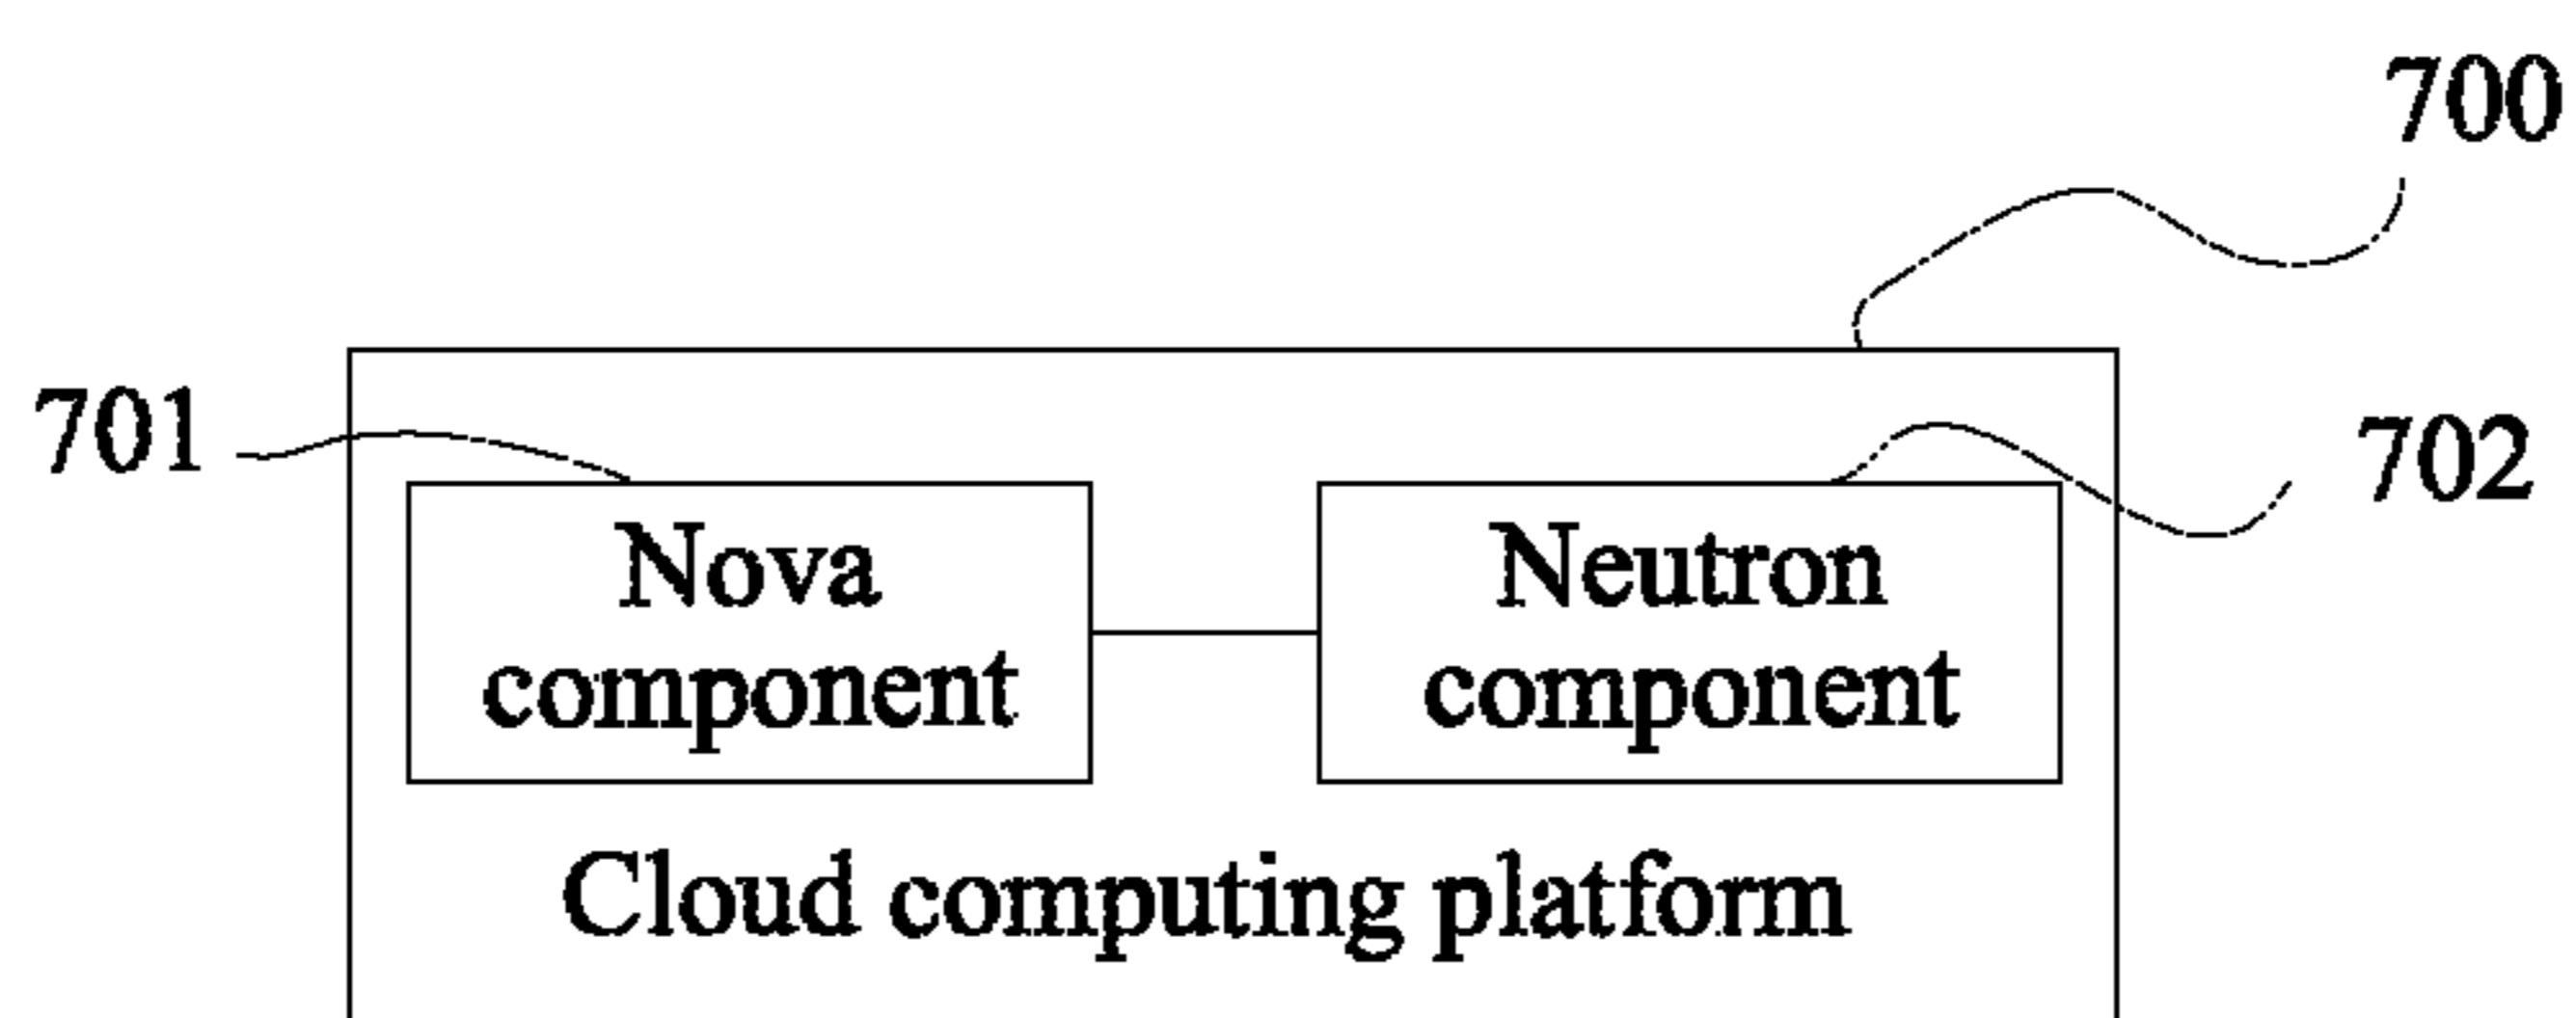 700
701
702
Nova
component
Neutron
component
Cloud computing platform